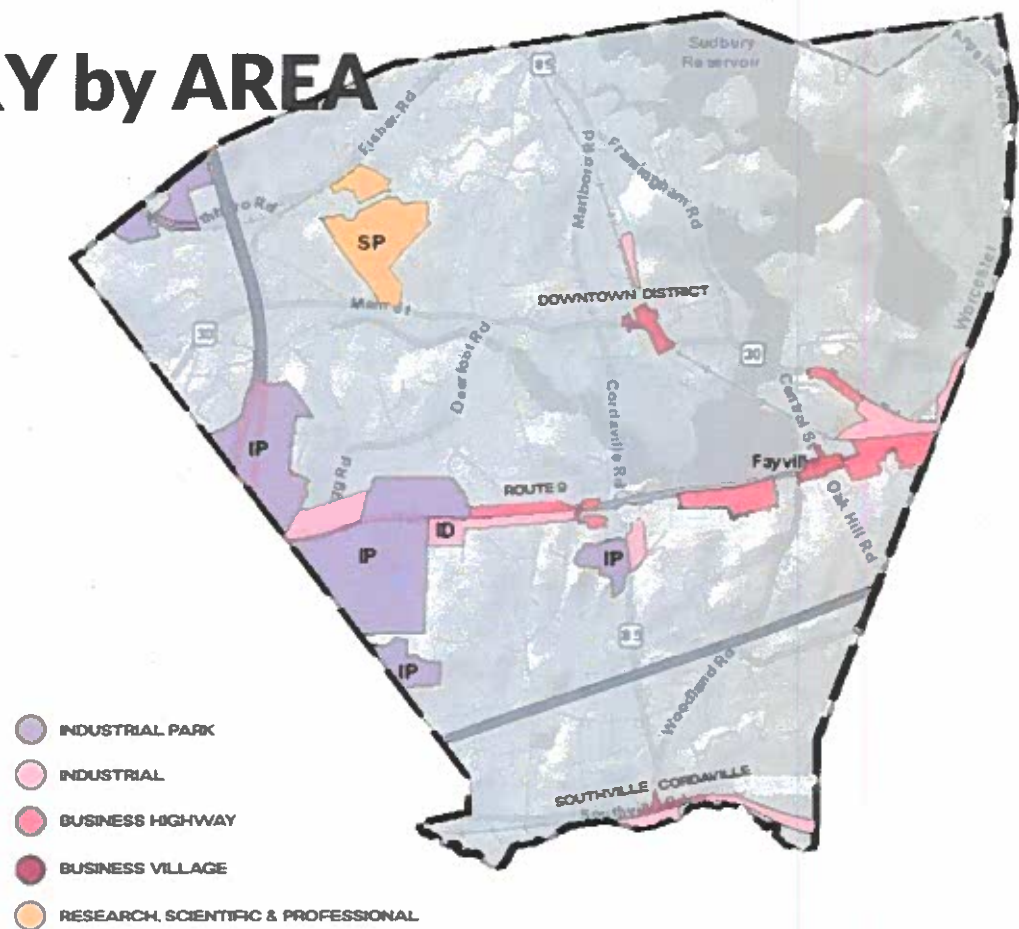 Y by AREA
Sudbury
Reservoir
85
Fisher Rd
Marlboro Rd
Framingham Rd
SP
DOWNTOWN DISTRICT
Main St
Worcester
30
30
Deerfoot Rd
Cordaville Rd
Central St
IP
Fayvill
ROUTE 9
Oak Hill Rd
ID
IP
IP
85
IP
Woodland Rd
INDUSTRIAL PARK
INDUSTRIAL
SOUTHVILLE CORDAVILLE
BUSINESS HIGHWAY
BUSINESS VILLAGE
RESEARCH, SCIENTIFIC & PROFESSIONAL